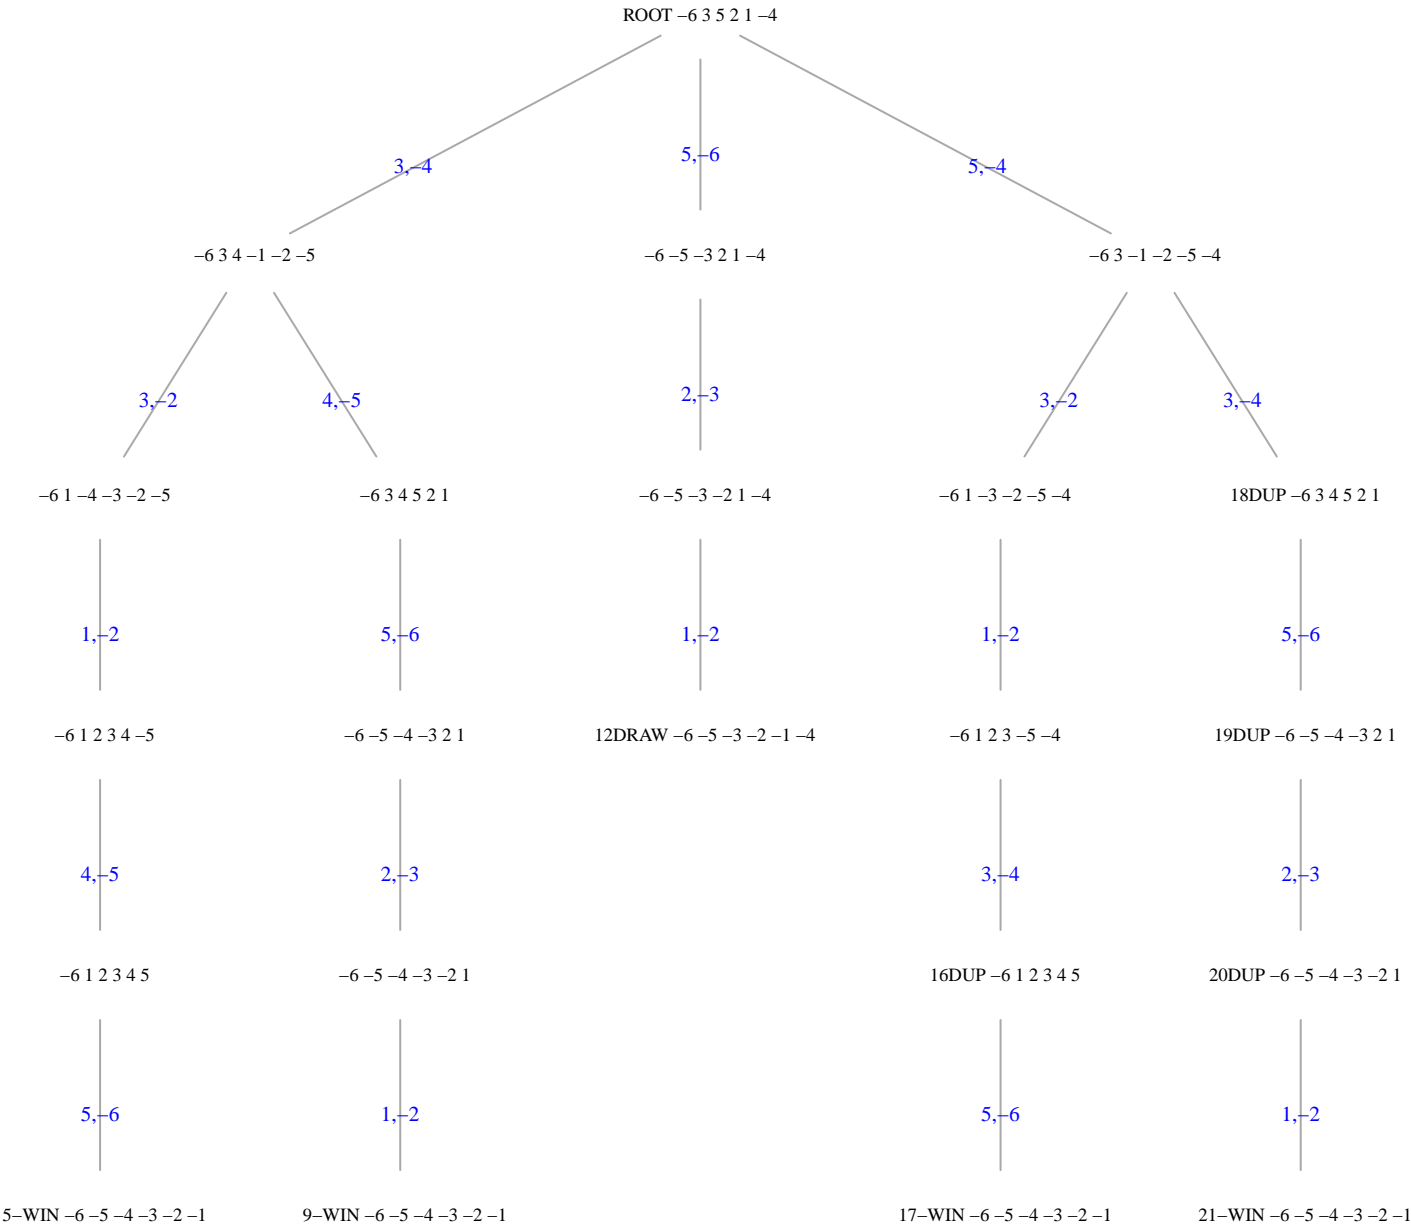 ROOT –6 3 5 2 1 –4
3,–4
5,–6
5,–4
–6 3 4 –1 –2 –5
–6 –5 –3 2 1 –4
–6 3 –1 –2 –5 –4
3,–2
4,–5
2,–3
3,–2
3,–4
–6 1 –4 –3 –2 –5
–6 3 4 5 2 1
–6 –5 –3 –2 1 –4
–6 1 –3 –2 –5 –4
18DUP –6 3 4 5 2 1
1,–2
5,–6
1,–2
1,–2
5,–6
–6 1 2 3 4 –5
–6 –5 –4 –3 2 1
12DRAW –6 –5 –3 –2 –1 –4
–6 1 2 3 –5 –4
19DUP –6 –5 –4 –3 2 1
4,–5
2,–3
3,–4
2,–3
–6 1 2 3 4 5
–6 –5 –4 –3 –2 1
16DUP –6 1 2 3 4 5
20DUP –6 –5 –4 –3 –2 1
5,–6
1,–2
5,–6
1,–2
5–WIN –6 –5 –4 –3 –2 –1
9–WIN –6 –5 –4 –3 –2 –1
17–WIN –6 –5 –4 –3 –2 –1
21–WIN –6 –5 –4 –3 –2 –1